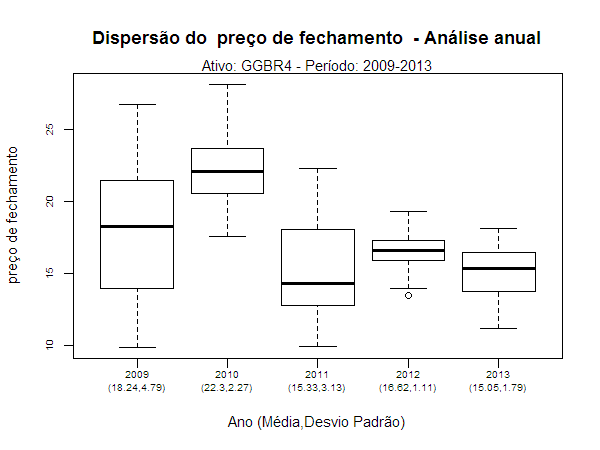 Dispersão do  preço de fechamento  - Análise anual
Ativo: GGBR4 - Período: 2009-2013
preço de fechamento
25
20
15
10
2009 2010 2011 2012 2013
(18.24,4.79) (22.3,2.27) (15.33,3.13) (16.62,1.11) (15.05,1.79)
Ano (Média,Desvio Padrão)